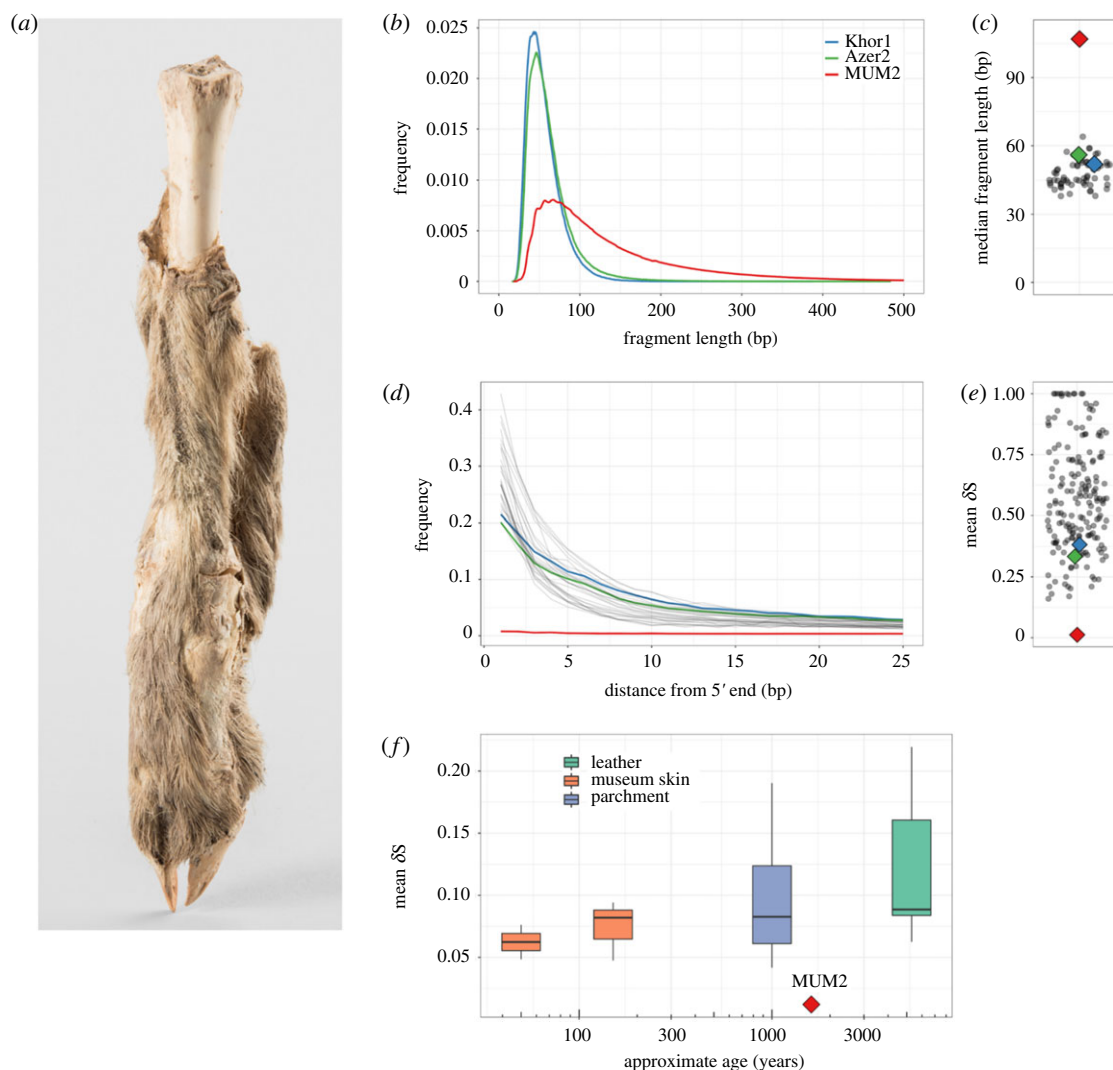 (a)
(b)
0.025
0.020
0.015
0.010
0.005
0
frequency
Khor1
Azer2
MUM2
0 100 200 300 400 500
fragment length (bp)
(c)
90
60
30
0
median fragment length (bp)
(d)
0.4
0.3
0.2
0.1
0
frequency
0 5 10 15 20 25
distance from 5′ end (bp)
(e)
1.00
0.75
0.50
0.25
0
mean δS
(f)
0.20
0.15
0.10
0.05
mean δS
leather
museum skin
parchment
MUM2
100 300 1000 3000
approximate age (years)